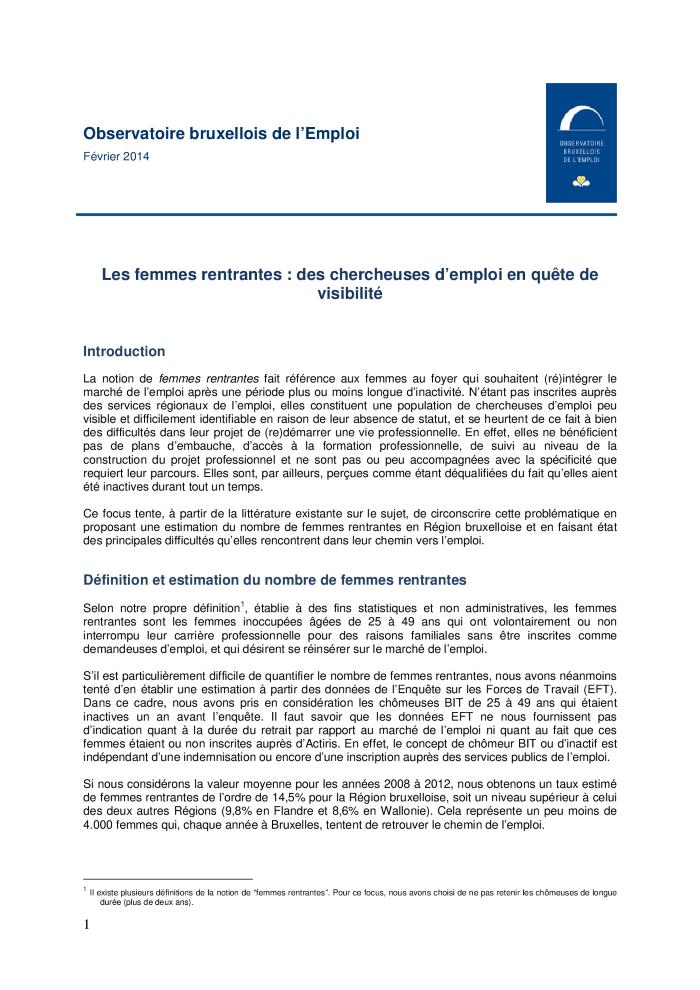 Observatoire bruxellois de l'Emploi
Février 2014
OBSERVATOIRE
BRUXELLOIS
DE L'EMPLOI
Les femmes rentrantes : des chercheuses d'emploi en quête de
visibilité
Introduction
La notion de femmes rentrantes fait référence aux femmes au foyer qui souhaitent (ré)intégrer le
marché de l'emploi après une période plus ou moins longue d'inactivité. N'étant pas inscrites auprès
des services régionaux de l'emploi, elles constituent une population de chercheuses d'emploi peu
visible et difficilement identifiable en raison de leur absence de statut, et se heurtent de ce fait à bien
des difficultés dans leur projet de (re)démarrer une vie professionnelle. En effet, elles ne bénéficient
pas de plans d'embauche, d'accès à la formation professionnelle, de suivi au niveau de la
construction du projet professionnel et ne sont pas ou peu accompagnées avec la spécificité que
requiert leur parcours. Elles sont, par ailleurs, perçues comme étant déqualifiées du fait qu'elles aient
été inactives durant tout un temps.
Ce focus tente, à partir de la littérature existante sur le sujet, de circonscrire cette problématique en
proposant une estimation du nombre de femmes rentrantes en Région bruxelloise et en faisant état
des principales difficultés qu'elles rencontrent dans leur chemin vers l'emploi.
Définition et estimation du nombre de femmes rentrantes
Selon notre propre définition1, établie à des fins statistiques et non administratives, les femmes
rentrantes sont les femmes inoccupées âgées de 25 à 49 ans qui ont volontairement ou non
interrompu leur carrière professionnelle pour des raisons familiales sans être inscrites comme
demandeuses d'emploi, et qui désirent se réinsérer sur le marché de l'emploi.
S'il est particulièrement difficile de quantifier le nombre de femmes rentrantes, nous avons néanmoins
tenté d'en établir une estimation à partir des données de l'Enquête sur les Forces de Travail (EFT).
Dans ce cadre, nous avons pris en considération les chômeuses BIT de 25 à 49 ans qui étaient
inactives un an avant l'enquête. Il faut savoir que les données EFT ne nous fournissent pas
d'indication quant à la durée du retrait par rapport au marché de l'emploi ni quant au fait que ces
femmes étaient ou non inscrites auprès d'Actiris. En effet, le concept de chômeur BIT ou d'inactif est
indépendant d'une indemnisation ou encore d'une inscription auprès des services publics de l'emploi.
Si nous considérons la valeur moyenne pour les années 2008 à 2012, nous obtenons un taux estimé
de femmes rentrantes de l'ordre de 14,5% pour la Région bruxelloise, soit un niveau supérieur à celui
des deux autres Régions (9,8% en Flandre et 8,6% en Wallonie). Cela représente un peu moins de
4.000 femmes qui, chaque année à Bruxelles, tentent de retrouver le chemin de l'emploi.
1 Il existe plusieurs définitions de la notion de "femmes rentrantes". Pour ce focus, nous avons choisi de ne pas retenir les chômeuses de longue
durée (plus de deux ans).
1